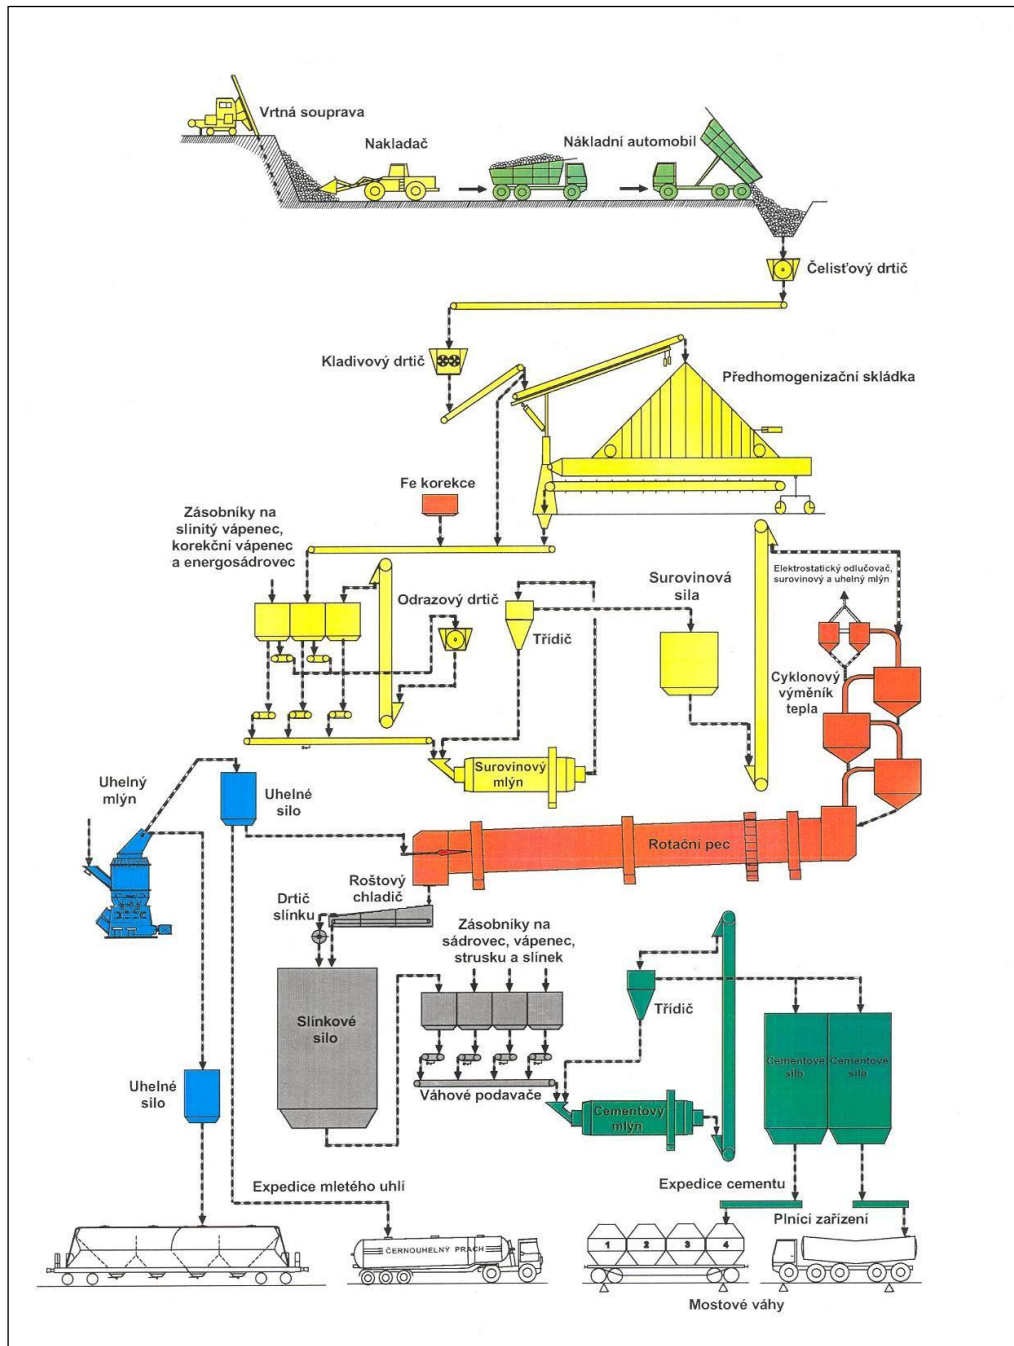 Vrtná souprava
Nakladač
Nákladní automobil
Čelisťový drtič
Kladivový drtič
Předhomogenizační skládka
Fe korekce
Zásobníky na
slinitý vápenec,
korekční vápenec
a energosádrovec
Odrazový drtič
Třídič
Surovinová
sila
Elektrostatický odlučovač,
surovinový a uhelný mlýn
Cyklonový
výměník
tepla
Surovinový
mlýn
Uhelný
mlýn
Uhelné
silo
Rotační pec
Roštový
chladič
Drtič
slínku
Zásobníky na
sádrovec, vápenec,
strusku a slínek
Slínkové
silo
Třídič
Cementové
silo
Cementové
silo
Uhelné
silo
Váhové podavače
Cementový
mlýn
Expedice mletého uhlí
Expedice cementu
Plnící zařízení
ČERNOUHELNÝ PRACH
1 2 3 4
Mostové váhy